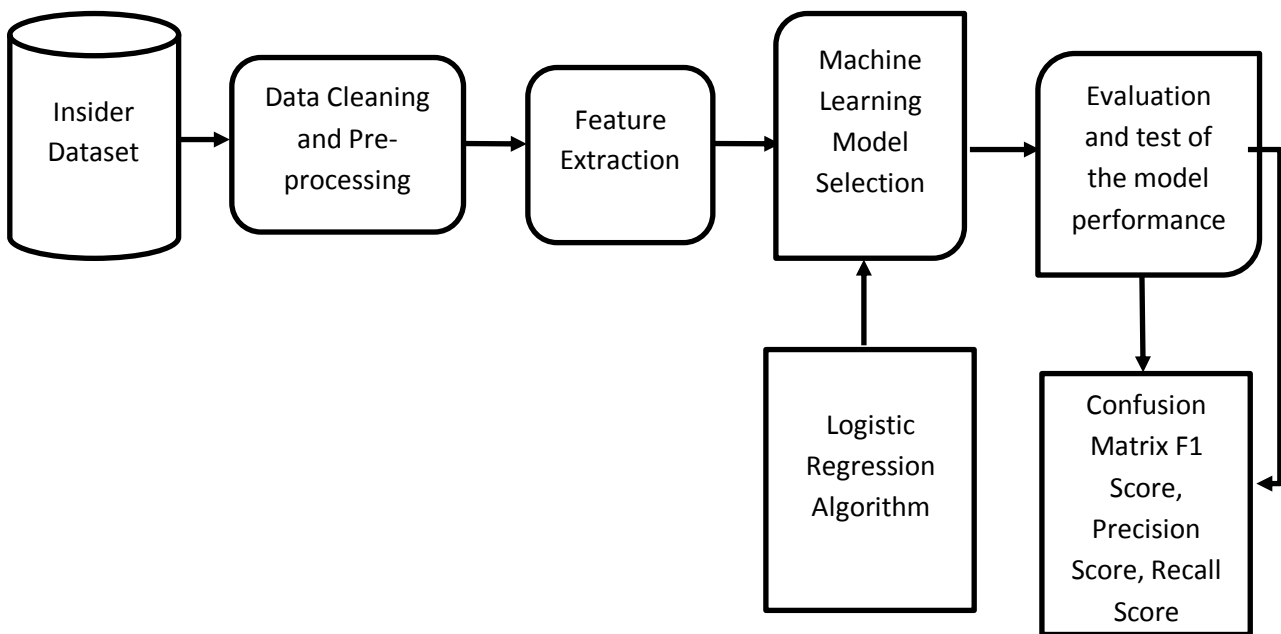 Insider
Dataset
Data Cleaning
and Pre-
processing
Feature
Extraction
Machine
Learning
Model
Selection
Evaluation
and test of
the model
performance
Logistic
Regression
Algorithm
Confusion
Matrix F1
Score,
Precision
Score, Recall
Score